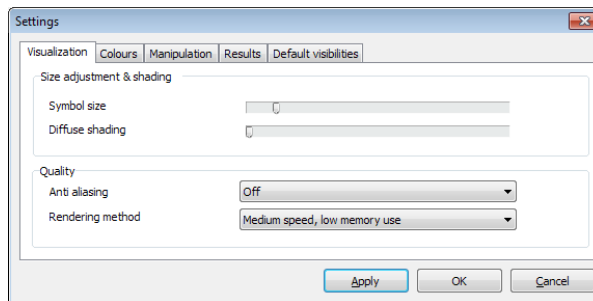 Settings
Visualization Colours Manipulation Results Default visibilities
Size adjustment & shading
Symbol size
Diffuse shading
Quality
Anti aliasing Off
Rendering method Medium speed, low memory use
Apply OK Cancel